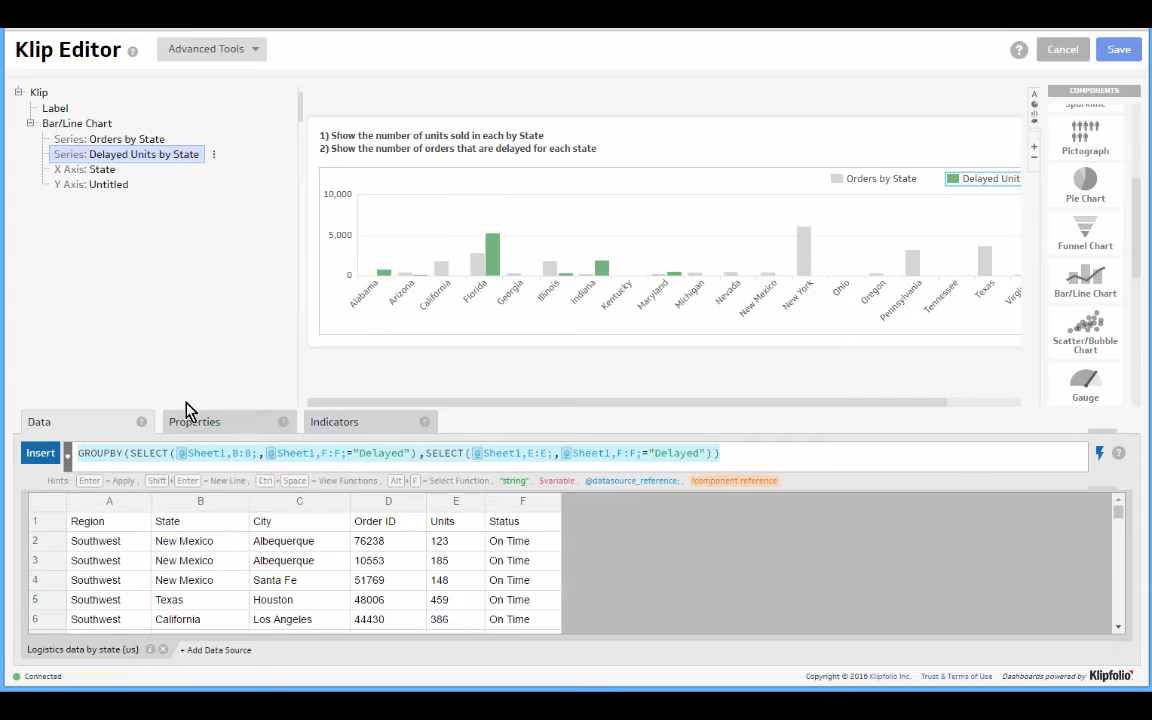 Klip Editor ?
Advanced Tools
?
Cancel
Save
Klip
Label
Bar/Line Chart
Series: Orders by State
Series: Delayed Units by State
X Axis: State
Y Axis: Untitled
1) Show the number of units sold in each by State
2) Show the number of orders that are delayed for each state
Orders by State
Delayed Unit
10,000
5,000
0
Alabama
Arizona
California
Florida
Georgia
Illinois
Indiana
Kentucky
Maryland
Michigan
Nevada
New Mexico
New York
Ohio
Oregon
Pennsylvania
Tennessee
Texas
Virgi
A
+
−
COMPONENTS
Sparkline
Pictograph
Pie Chart
Funnel Chart
Bar/Line Chart
Scatter/Bubble
Chart
Gauge
Data ?
Properties ?
Indicators ?
Insert
GROUPBY(SELECT(@Sheet1,B:B;,@Sheet1,F:F;="Delayed"),SELECT(@Sheet1,E:E;,@Sheet1,F:F;="Delayed"))
?
Hints: Enter = Apply, Shift+Enter = New Line, Ctrl+Space = View Functions, Alt+F = Select Function, "string" $variable @datasource_reference; !component reference
A B C D E F
1 Region State City Order ID Units Status
2 Southwest New Mexico Albequerque 76238 123 On Time
3 Southwest New Mexico Albequerque 10553 185 On Time
4 Southwest New Mexico Santa Fe 51769 148 On Time
5 Southwest Texas Houston 48006 459 On Time
6 Southwest California Los Angeles 44430 386 On Time
Logistics data by state (us) i × + Add Data Source
Connected
Copyright © 2016 Klipfolio Inc. Trust & Terms of Use Dashboards powered by Klipfolio